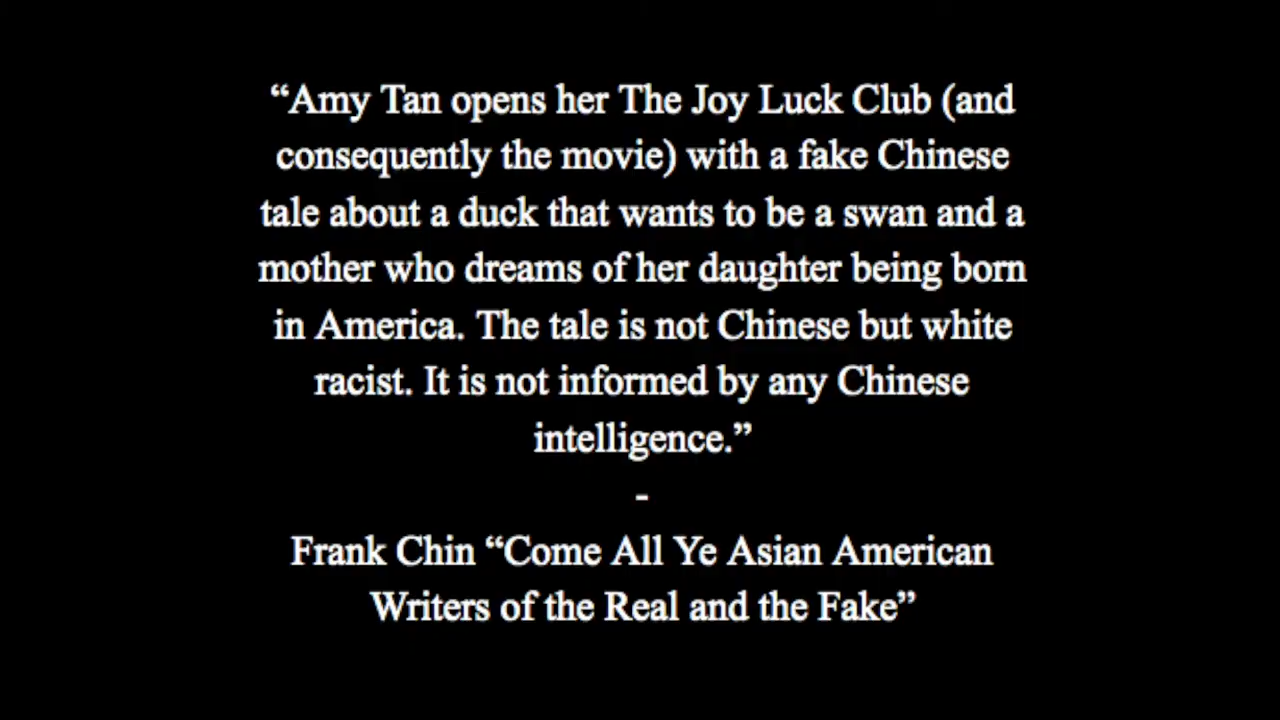 “Amy Tan opens her The Joy Luck Club (and
consequently the movie) with a fake Chinese
tale about a duck that wants to be a swan and a
mother who dreams of her daughter being born
in America. The tale is not Chinese but white
racist. It is not informed by any Chinese
intelligence.”
-
Frank Chin “Come All Ye Asian American
Writers of the Real and the Fake”